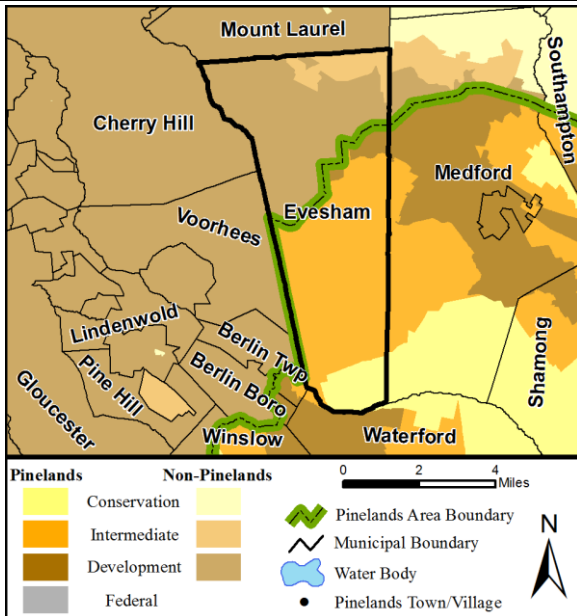 Mount Laurel
Southampton
Cherry Hill
Medford
Voorhees
Evesham
Lindenwold
Berlin Twp
Pine Hill
Berlin Boro
Shamong
Gloucester
Winslow
Waterford
Pinelands Non-Pinelands
Conservation
Intermediate
Development
Federal
0 2 4
Miles
Pinelands Area Boundary
Municipal Boundary
Water Body
Pinelands Town/Village
N